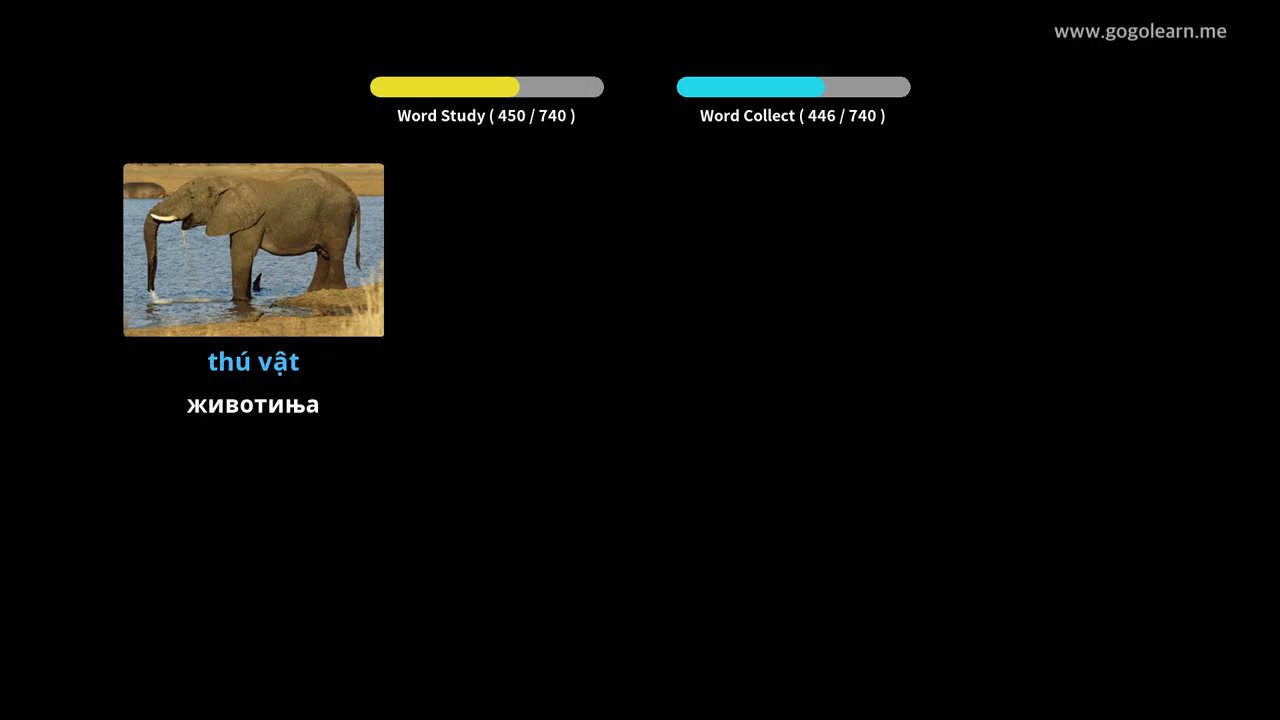 www.gogolearn.me
Word Study ( 450 / 740 )
Word Collect ( 446 / 740 )
thú vật
животиња